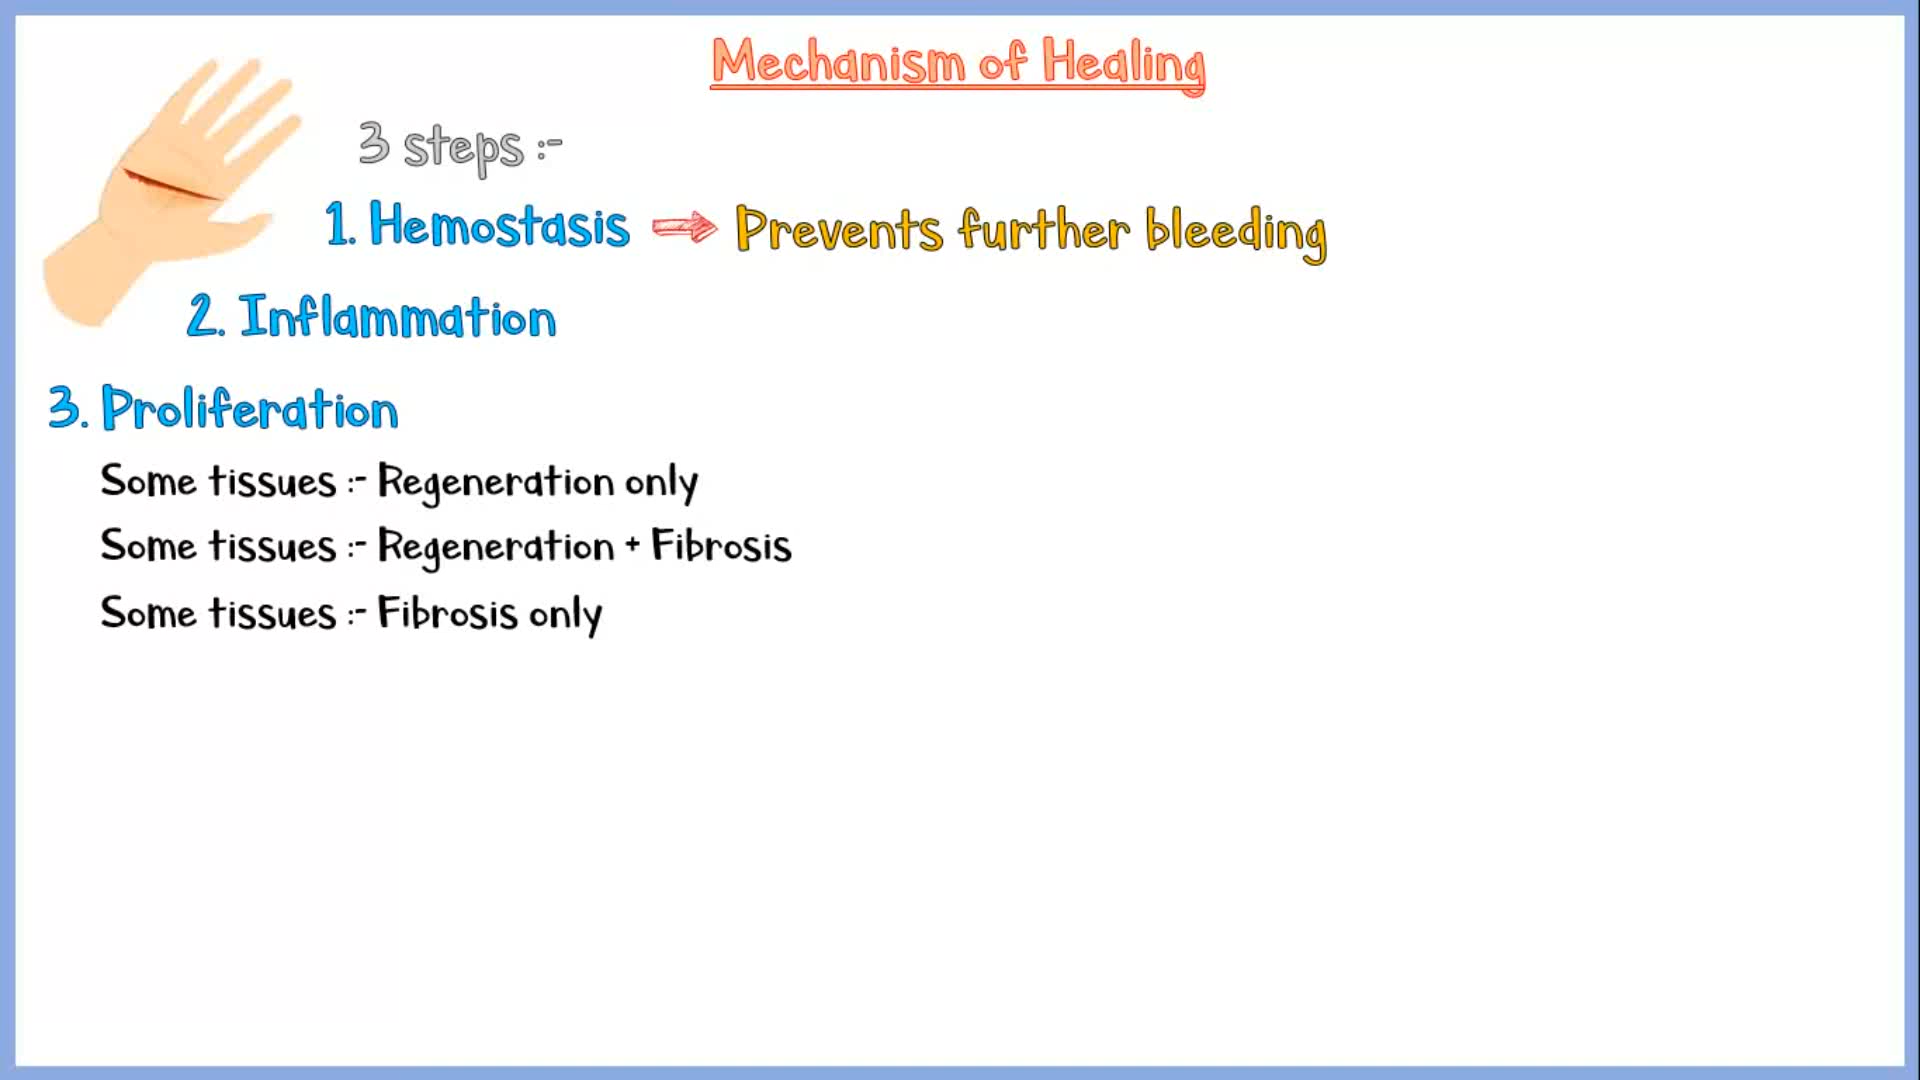 Mechanism of Healing
3 steps :-
1. Hemostasis ⇒ Prevents further bleeding
2. Inflammation
3. Proliferation
Some tissues :- Regeneration only
Some tissues :- Regeneration + Fibrosis
Some tissues :- Fibrosis only